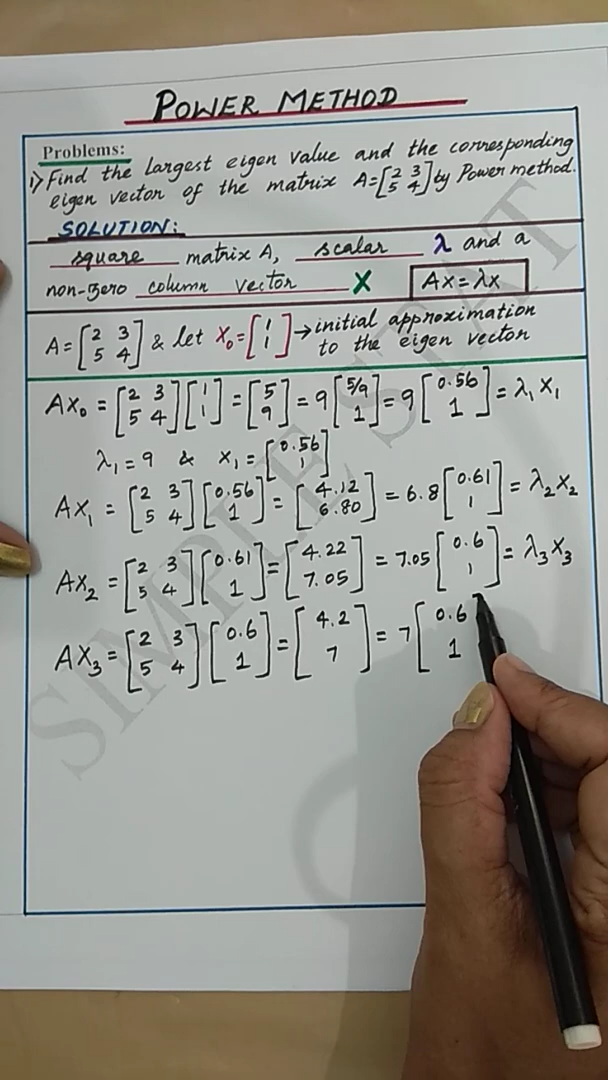 POWER METHOD
Problems:
1) Find the largest eigen value and the corresponding
eigen vector of the matrix A=[2 3; 5 4] by Power method.
SOLUTION:
square matrix A, scalar λ and a
non-zero column vector X AX=λX
A=[2 3; 5 4] & let X₀=[1; 1] → initial approximation
to the eigen vector
AX₀ = [2 3; 5 4][1; 1] = [5; 9] = 9[5/9; 1] = 9[0.56; 1] = λ₁X₁
λ₁ = 9 & X₁ = [0.56; 1]
AX₁ = [2 3; 5 4][0.56; 1] = [4.12; 6.80] = 6.8[0.61; 1] = λ₂X₂
AX₂ = [2 3; 5 4][0.61; 1] = [4.22; 7.05] = 7.05[0.6; 1] = λ₃X₃
AX₃ = [2 3; 5 4][0.6; 1] = [4.2; 7] = 7[0.6; 1
SIMPLE STAT